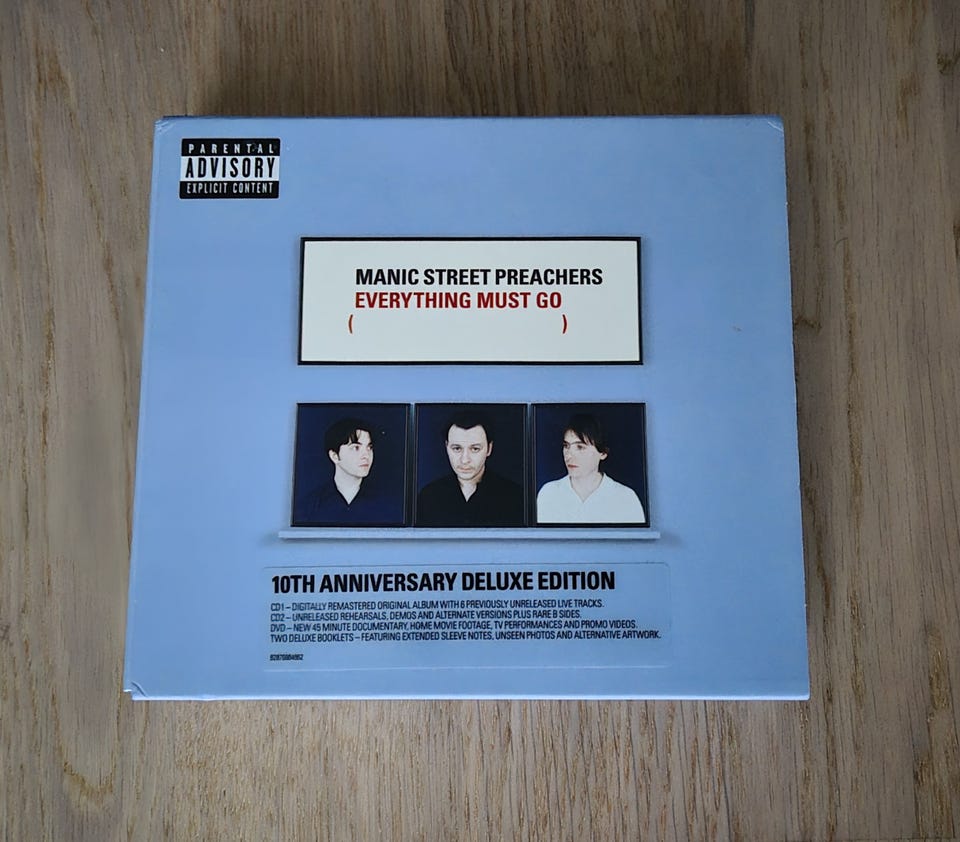 PARENTAL
ADVISORY
EXPLICIT CONTENT
MANIC STREET PREACHERS
EVERYTHING MUST GO
( )
10TH ANNIVERSARY DELUXE EDITION
CD1 – DIGITALLY REMASTERED ORIGINAL ALBUM WITH 6 PREVIOUSLY UNRELEASED LIVE TRACKS.
CD2 – UNRELEASED REHEARSALS, DEMOS AND ALTERNATE VERSIONS PLUS RARE B SIDES.
DVD – NEW 45 MINUTE DOCUMENTARY, HOME MOVIE FOOTAGE, TV PERFORMANCES AND PROMO VIDEOS.
TWO DELUXE BOOKLETS – FEATURING EXTENDED SLEEVE NOTES, UNSEEN PHOTOS AND ALTERNATIVE ARTWORK.